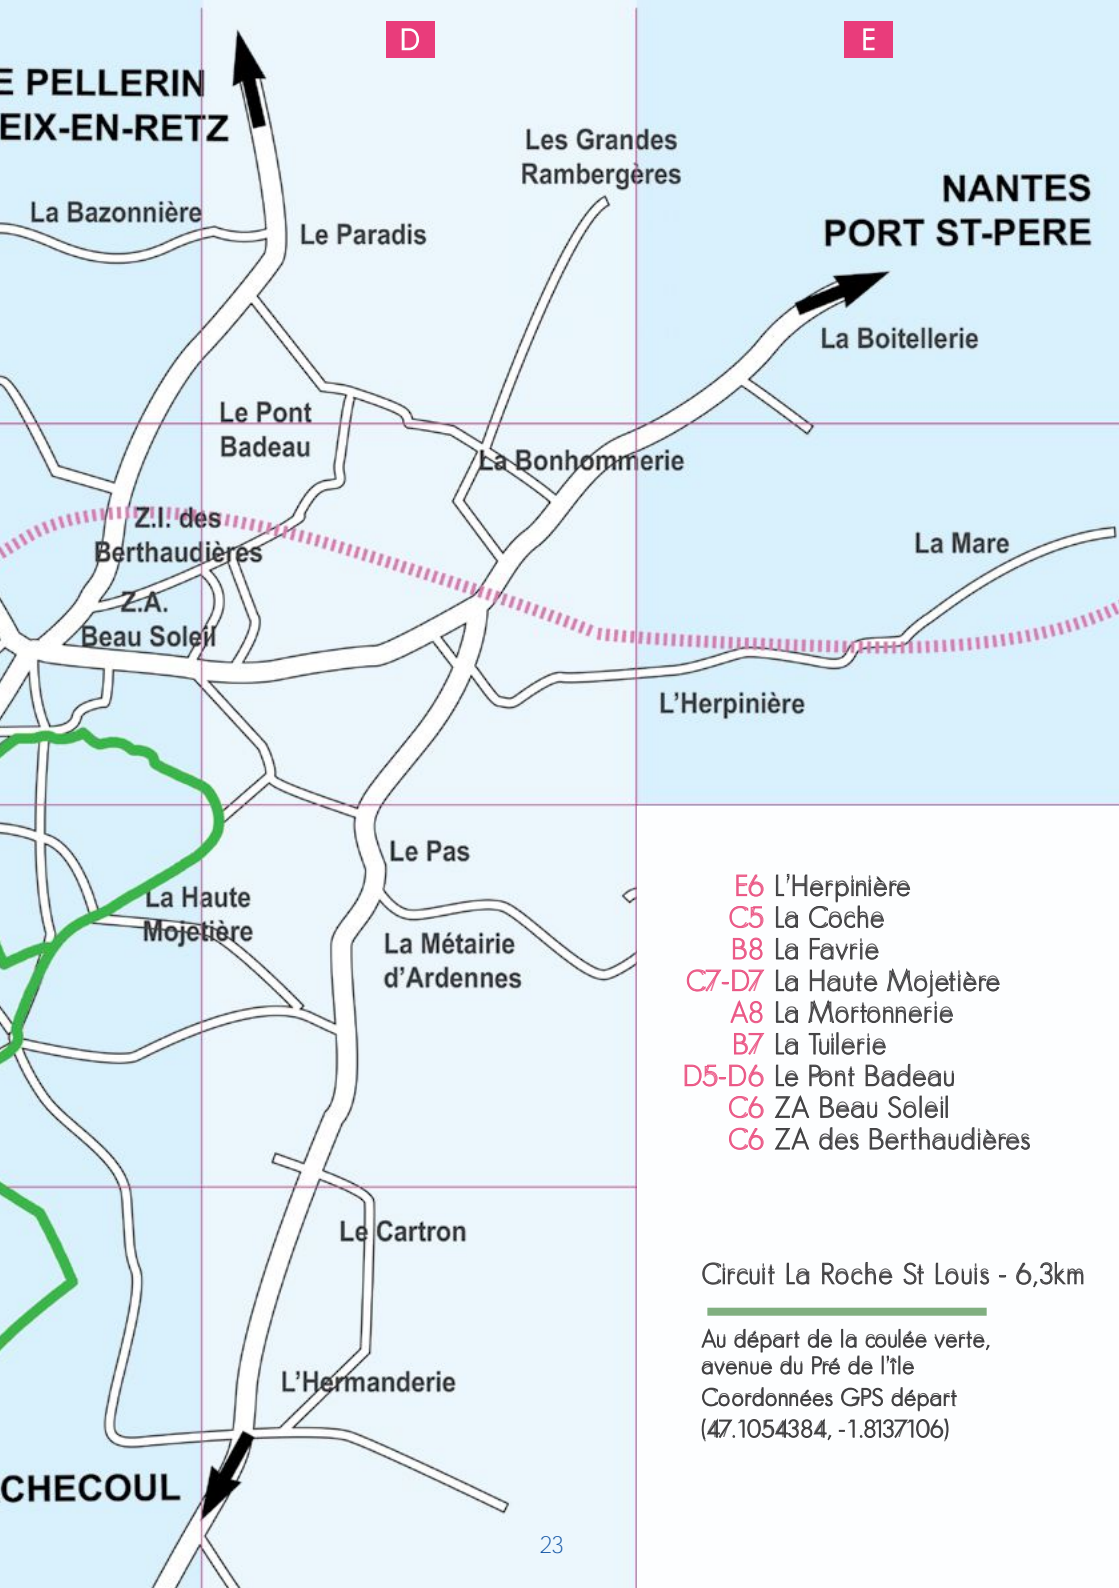 D
E
E PELLERIN
EIX-EN-RETZ
Les Grandes
Rambergères
NANTES
PORT ST-PERE
La Bazonnière
Le Paradis
La Boitellerie
Le Pont
Badeau
La Bonhommerie
Z.I. des
Berthaudières
La Mare
Z.A.
Beau Soleil
L'Herpinière
Le Pas
La Haute
Mojetière
La Métairie
d'Ardennes
E6 L'Herpinière
C5 La Coche
B8 La Favrie
C7-D7 La Haute Mojetière
A8 La Mortonnerie
B7 La Tuilerie
D5-D6 Le Pont Badeau
C6 ZA Beau Soleil
C6 ZA des Berthaudières
Le Cartron
Circuit La Roche St Louis - 6,3km
Au départ de la coulée verte,
avenue du Pré de l'île
Coordonnées GPS départ
(47.1054384, -1.8137106)
L'Hermanderie
CHECOUL
23